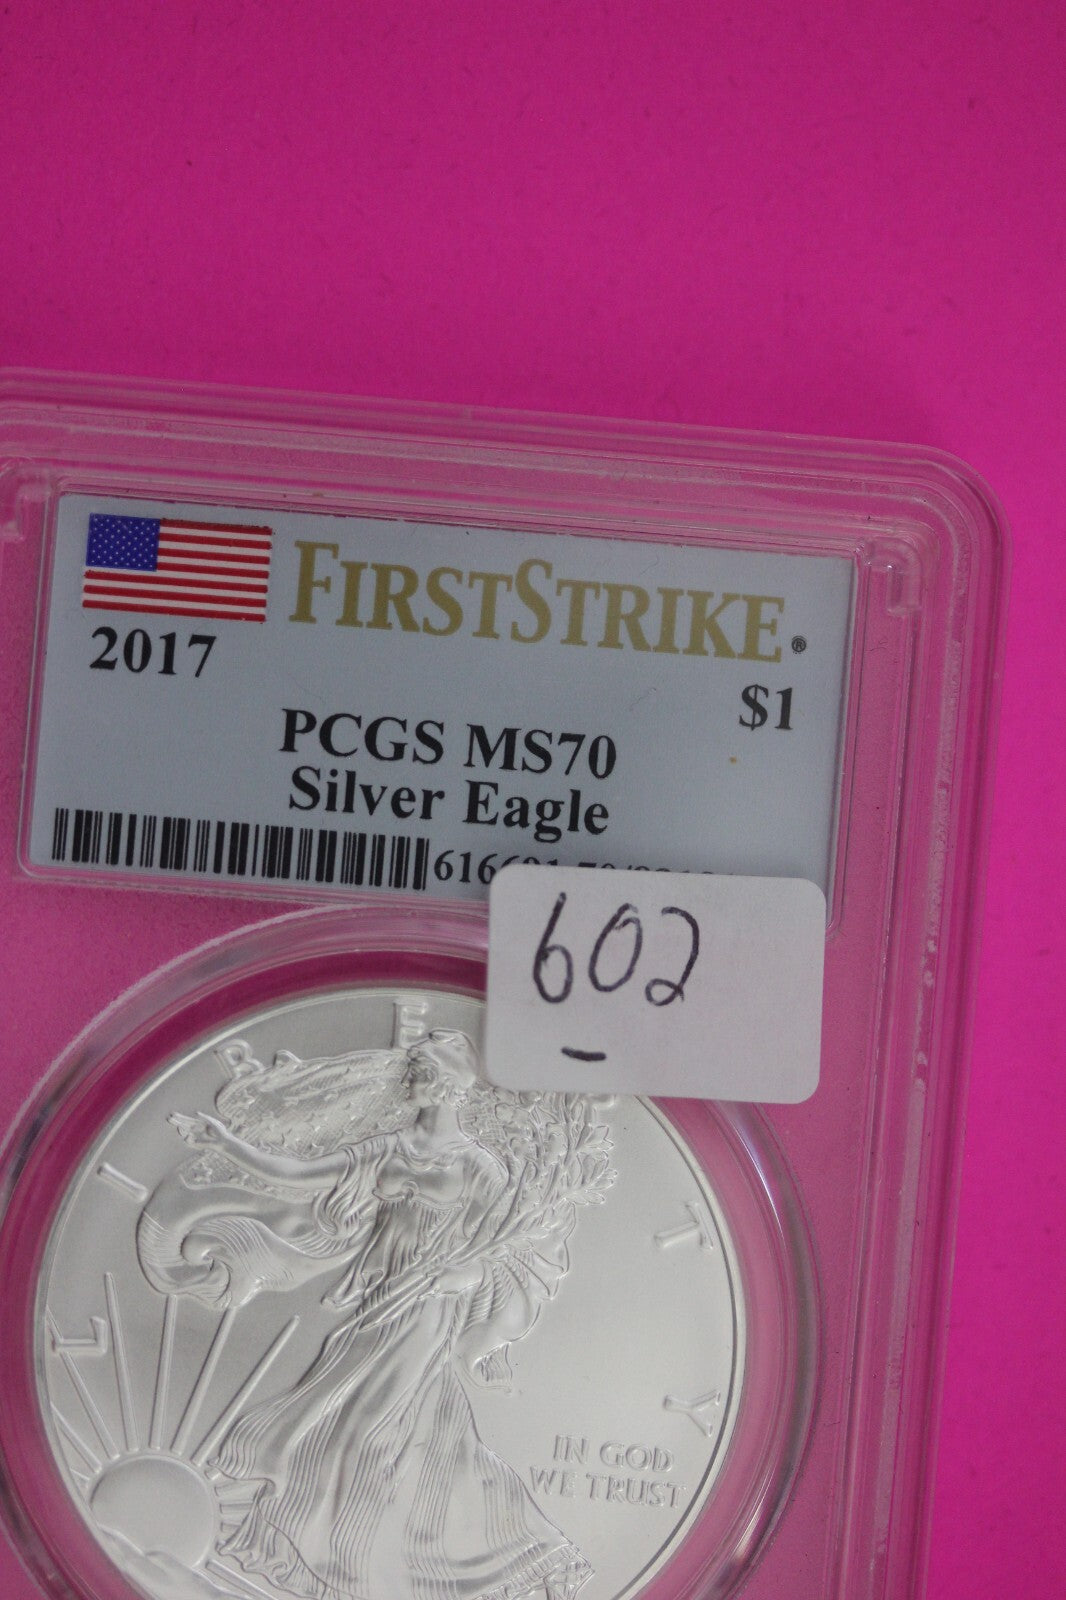 FIRSTSTRIKE®
2017
$1
PCGS MS70
Silver Eagle
602
LIBERTY
IN GOD
WE TRUST